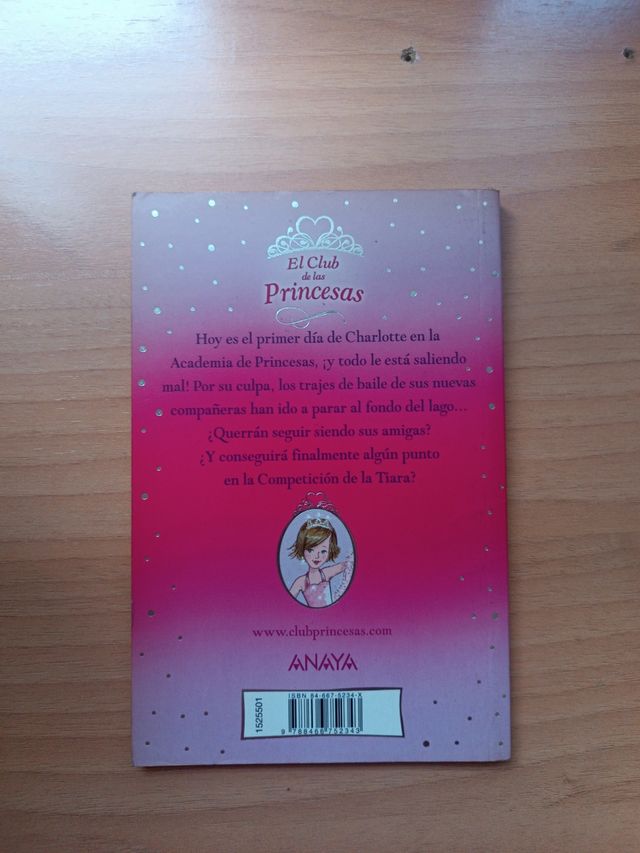 El Club
de las
Princesas
Hoy es el primer día de Charlotte en la
Academia de Princesas, ¡y todo le está saliendo
mal! Por su culpa, los trajes de baile de sus nuevas
compañeras han ido a parar al fondo del lago...
¿Querrán seguir siendo sus amigas?
¿Y conseguirá finalmente algún punto
en la Competición de la Tiara?
www.clubprincesas.com
ANAYA
1525501
ISBN 84-667-5234-X
9 788466 752343